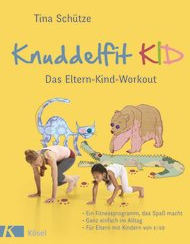 Tina Schütze
Knuddelfit KID
Das Eltern-Kind-Workout
• Ein Fitnessprogramm, das Spaß macht
• Ganz einfach im Alltag
• Für Eltern mit Kindern von 1-10
Kösel